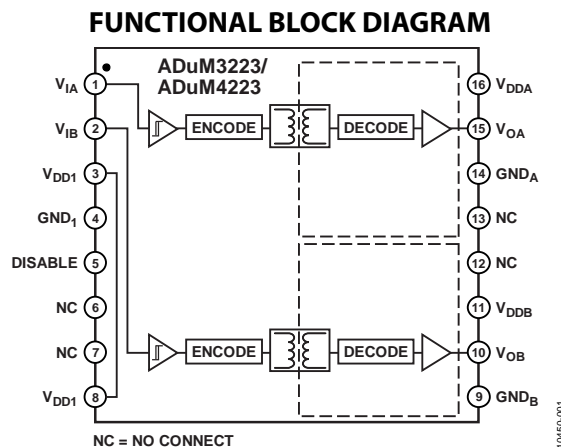 FUNCTIONAL BLOCK DIAGRAM
ADuM3223/
ADuM4223
VIA 1
VIB 2
VDD1 3
GND1 4
DISABLE 5
NC 6
NC 7
VDD1 8
ENCODE
DECODE
ENCODE
DECODE
16 VDDA
15 VOA
14 GNDA
13 NC
12 NC
11 VDDB
10 VOB
9 GNDB
NC = NO CONNECT
10450-001